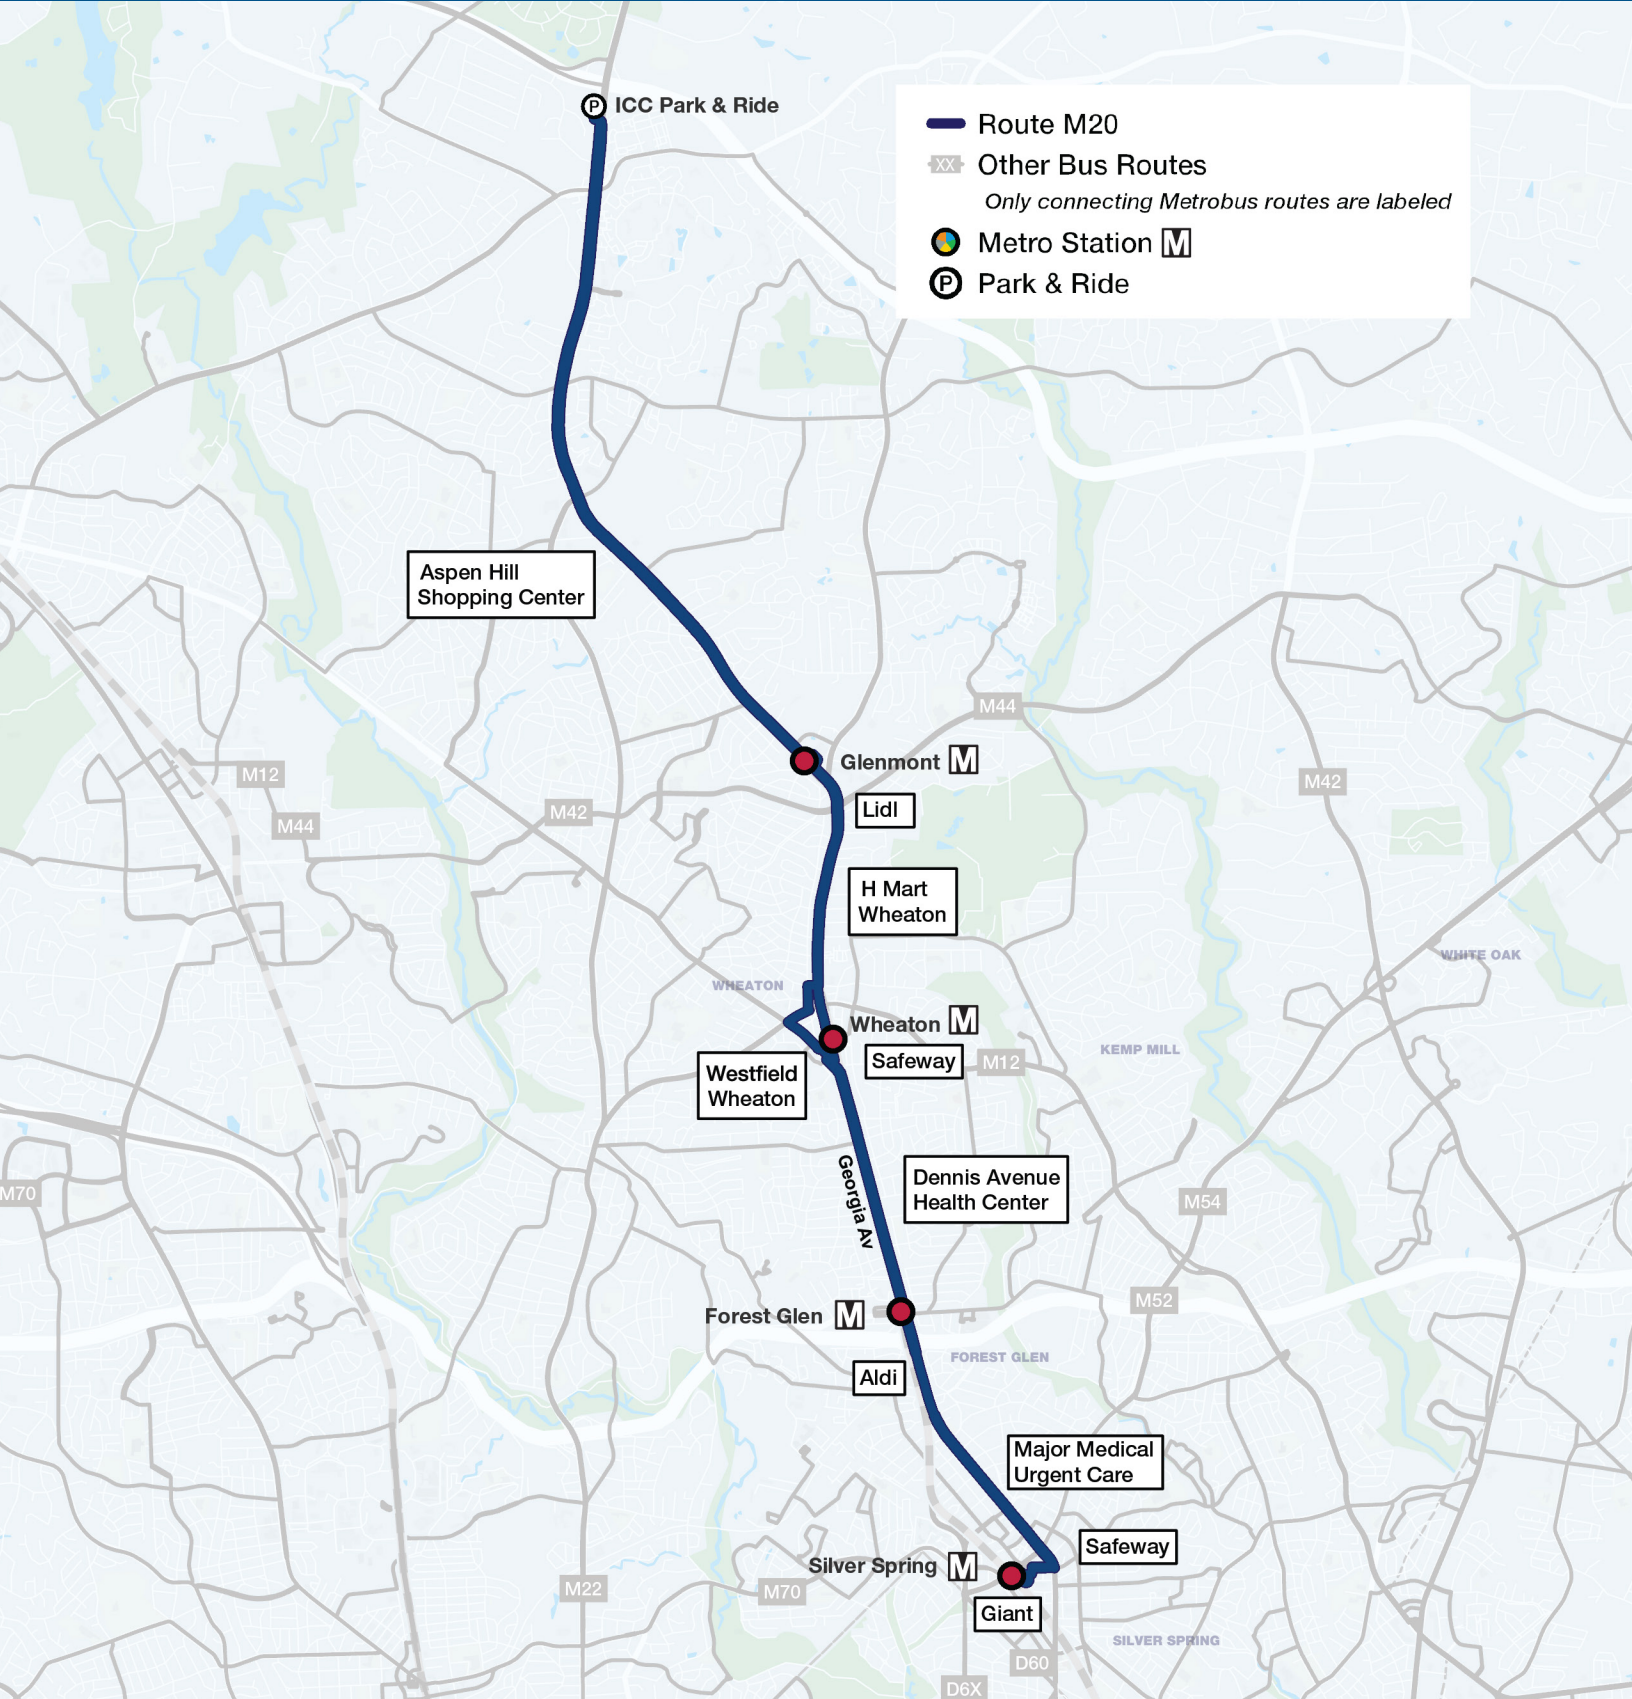 P ICC Park & Ride
Route M20
XX Other Bus Routes
Only connecting Metrobus routes are labeled
Metro Station M
P Park & Ride
Aspen Hill
Shopping Center
M44
Glenmont M
M12
M42
M42
Lidl
M44
H Mart
Wheaton
WHITE OAK
WHEATON
Wheaton M
KEMP MILL
Safeway
M12
Westfield
Wheaton
Georgia Av
Dennis Avenue
Health Center
M70
M54
M52
Forest Glen M
FOREST GLEN
Aldi
Major Medical
Urgent Care
Safeway
Silver Spring M
M22
M70
Giant
SILVER SPRING
D60
D6X